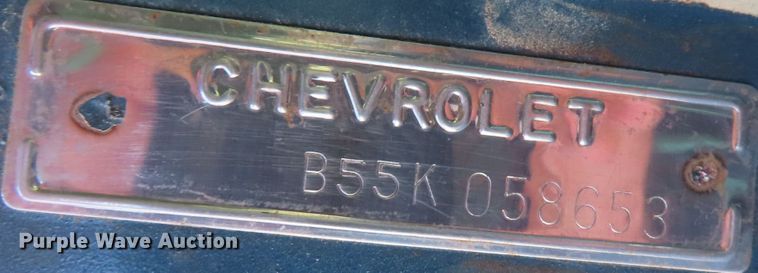 CHEVROLET
B55K 058653
Purple Wave Auction